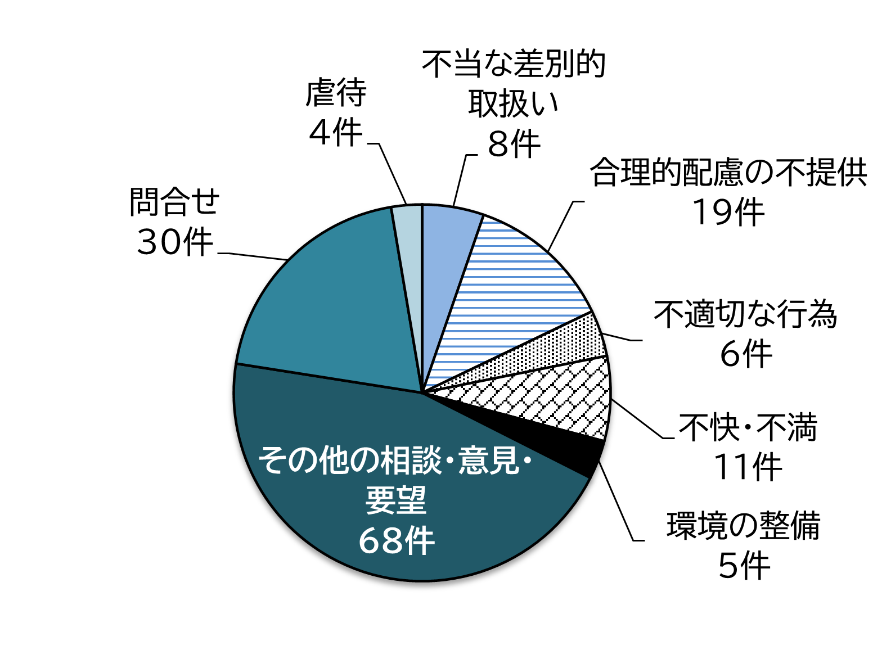 不当な差別的
取扱い
8件
合理的配慮の不提供
19件
不適切な行為
6件
不快・不満
11件
環境の整備
5件
その他の相談・意見・
要望
68件
問合せ
30件
虐待
4件